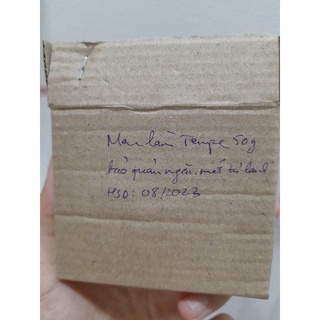 Men làm Tempe 50g
bảo quản ngăn mát tủ lạnh
HSD: 08/2023